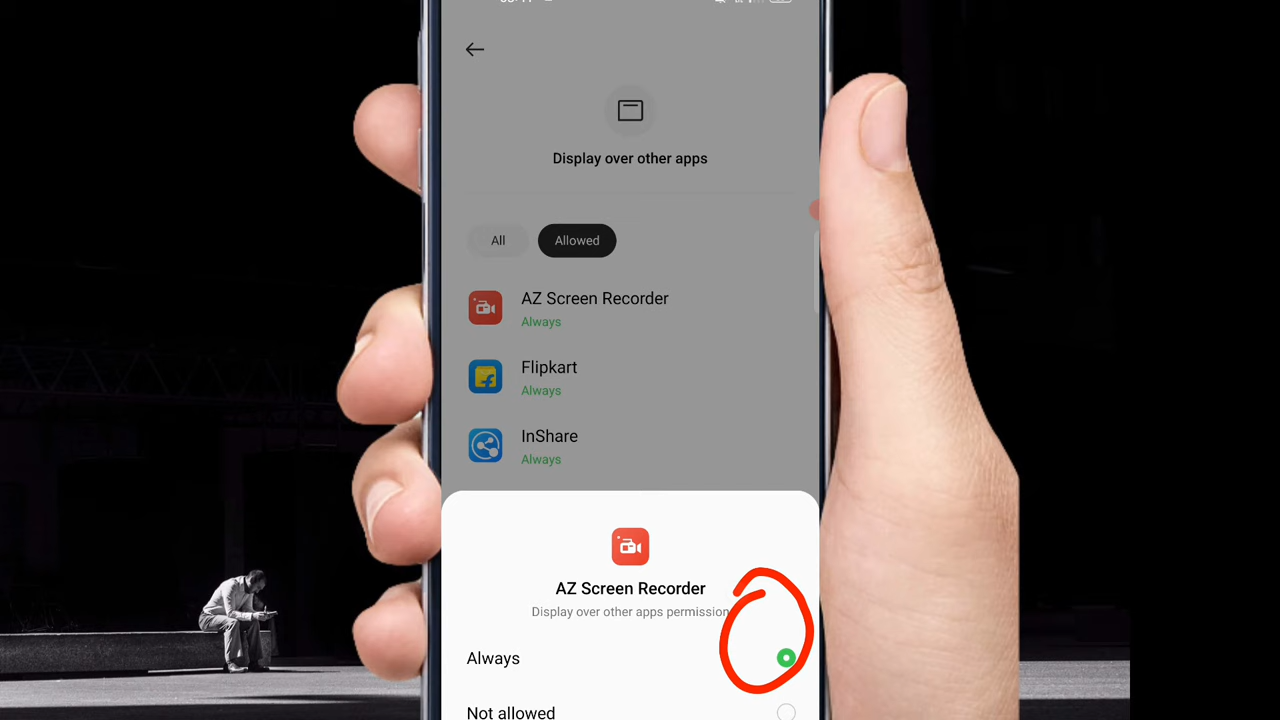 Display over other apps
All
Allowed
AZ Screen Recorder
Always
Flipkart
Always
InShare
Always
AZ Screen Recorder
Display over other apps permission
Always
Not allowed